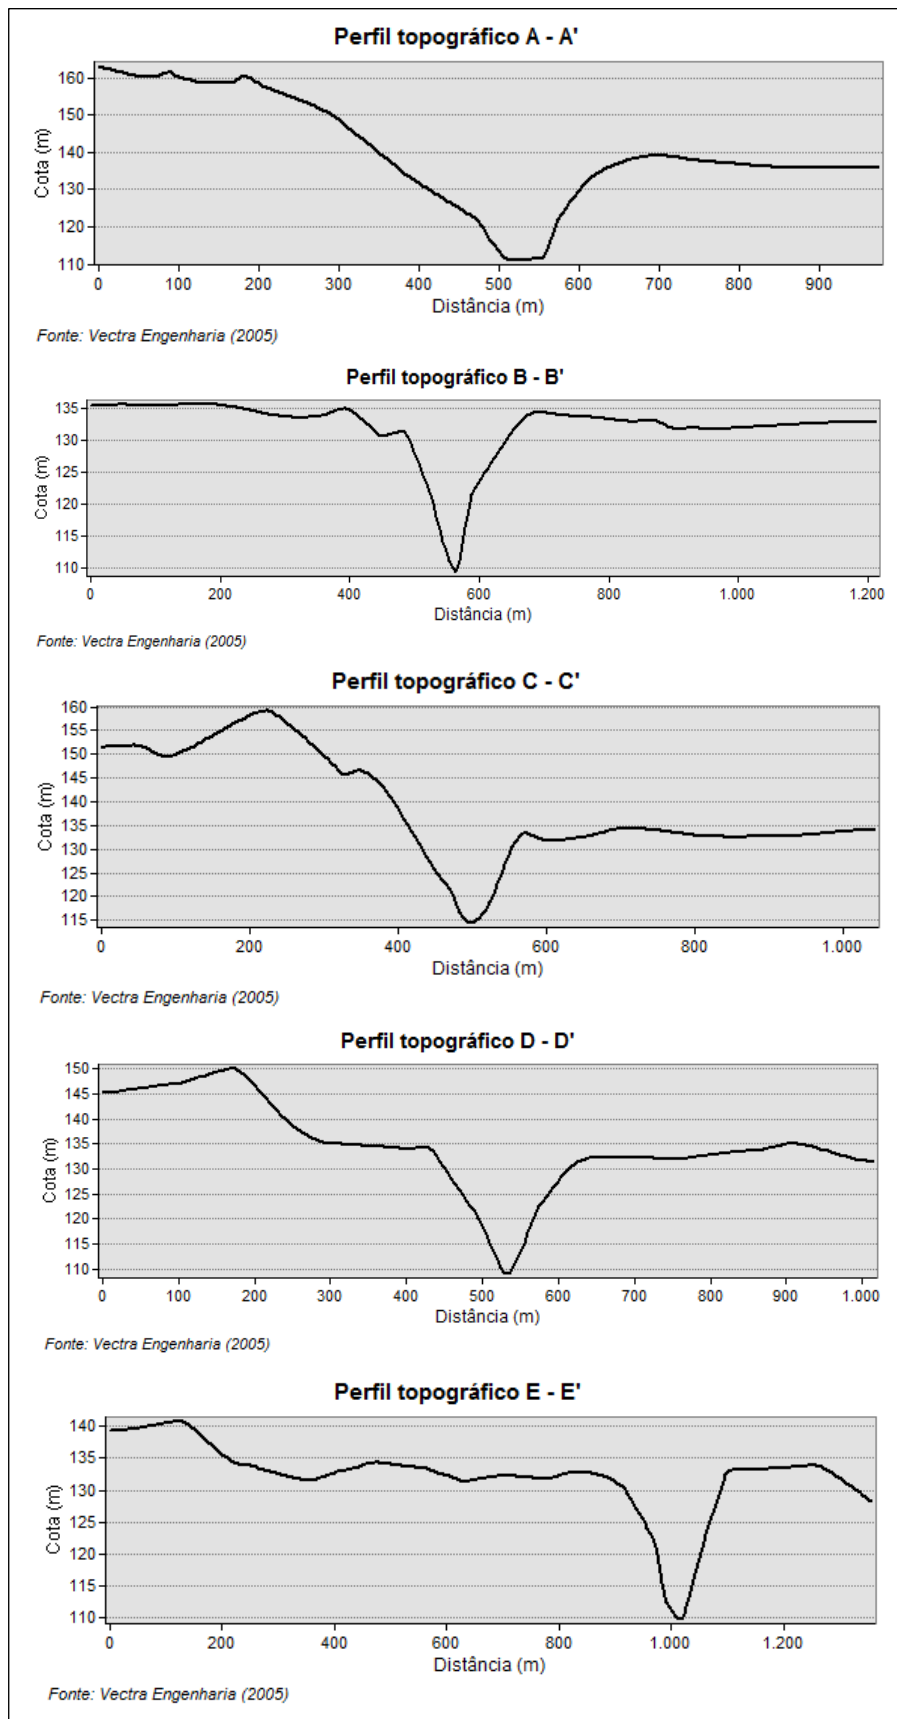 Perfil topográfico A - A'
160
150
140
130
120
110
Cota (m)
0 100 200 300 400 500 600 700 800 900
Distância (m)
Fonte: Vectra Engenharia (2005)
Perfil topográfico B - B'
135
130
125
120
115
110
Cota (m)
0 200 400 600 800 1.000 1.200
Distância (m)
Fonte: Vectra Engenharia (2005)
Perfil topográfico C - C'
160
155
150
145
140
135
130
125
120
115
Cota (m)
0 200 400 600 800 1.000
Distância (m)
Fonte: Vectra Engenharia (2005)
Perfil topográfico D - D'
150
145
140
135
130
125
120
115
110
Cota (m)
0 100 200 300 400 500 600 700 800 900 1.000
Distância (m)
Fonte: Vectra Engenharia (2005)
Perfil topográfico E - E'
140
135
130
125
120
115
110
Cota (m)
0 200 400 600 800 1.000 1.200
Distância (m)
Fonte: Vectra Engenharia (2005)